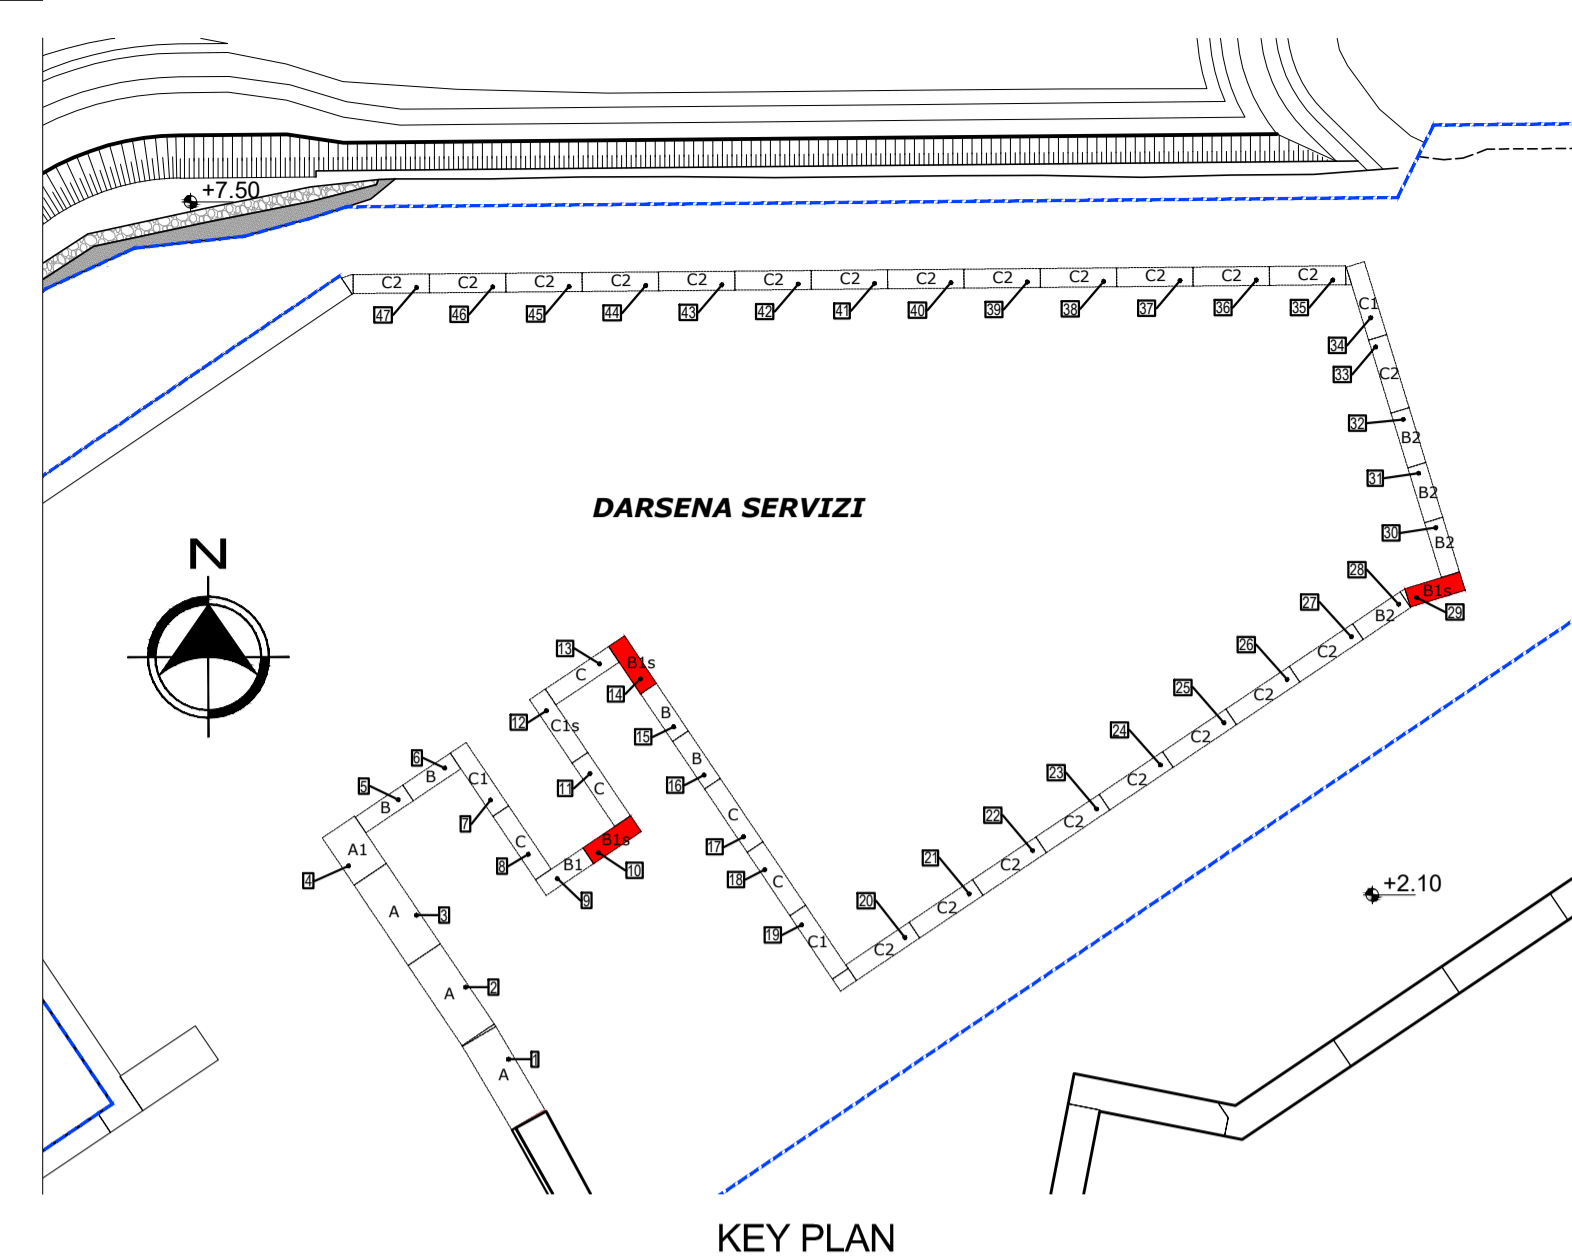 +7.50
C2 C2 C2 C2 C2 C2 C2 C2 C2 C2 C2 C2 C2
47 46 45 44 43 42 41 40 39 38 37 36 35
C1
34
33
C2
32
B2
31
B2
30
B2
DARSENA SERVIZI
N
28
B1s
29
27
B2
26
C2
25
C2
24
C2
23
C2
22
C2
21
C2
20
C2
C2
13
B1s
C
14
12
C1s
B
15
B
16
11
C
C
17
18
C
19
C1
6
B
C1
5
B
7
C
8
B1
B1s
10
9
A1
4
A
3
A
2
1
A
+2.10
KEY PLAN